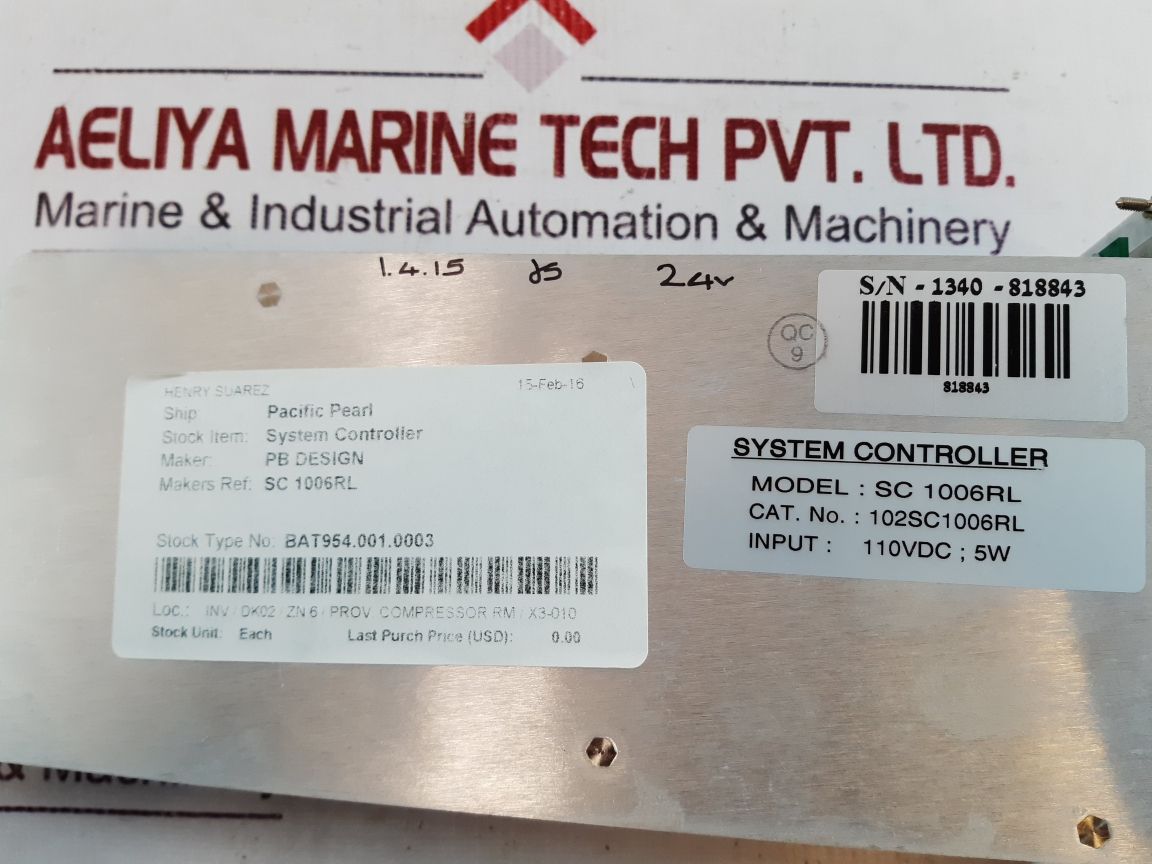 AELIYA MARINE TECH PVT. LTD.
Marine & Industrial Automation & Machinery
1.4.15 JS 24v
S/N - 1340 - 818843
818843
QC
9
HENRY SUAREZ 15-Feb-16
Ship: Pacific Pearl
Stock Item: System Controller
Maker: PB DESIGN
Makers Ref: SC 1006RL
Stock Type No: BAT954.001.0003
Loc.: INV / DK02 / ZN 6 / PROV COMPRESSOR RM / X3-010
Stock Unit: Each Last Purch Price (USD): 0.00
SYSTEM CONTROLLER
MODEL : SC 1006RL
CAT. No. : 102SC1006RL
INPUT : 110VDC ; 5W